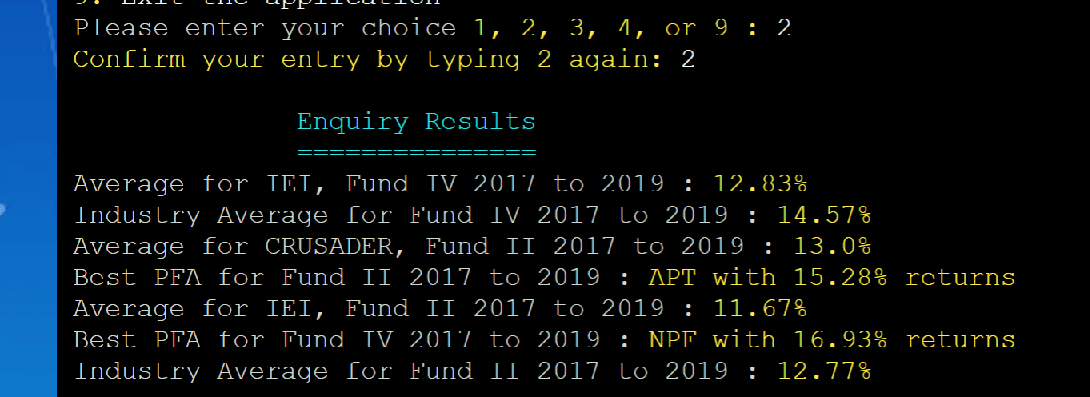 9. Exit the application
Please enter your choice 1, 2, 3, 4, or 9 : 2
Confirm your entry by typing 2 again: 2
Enquiry Results
===============
Average for IEI, Fund IV 2017 to 2019 : 12.83%
Industry Average for Fund IV 2017 to 2019 : 14.57%
Average for CRUSADER, Fund II 2017 to 2019 : 13.0%
Best PFA for Fund II 2017 to 2019 : APT with 15.28% returns
Average for IEI, Fund II 2017 to 2019 : 11.67%
Best PFA for Fund IV 2017 to 2019 : NPF with 16.93% returns
Industry Average for Fund II 2017 to 2019 : 12.77%